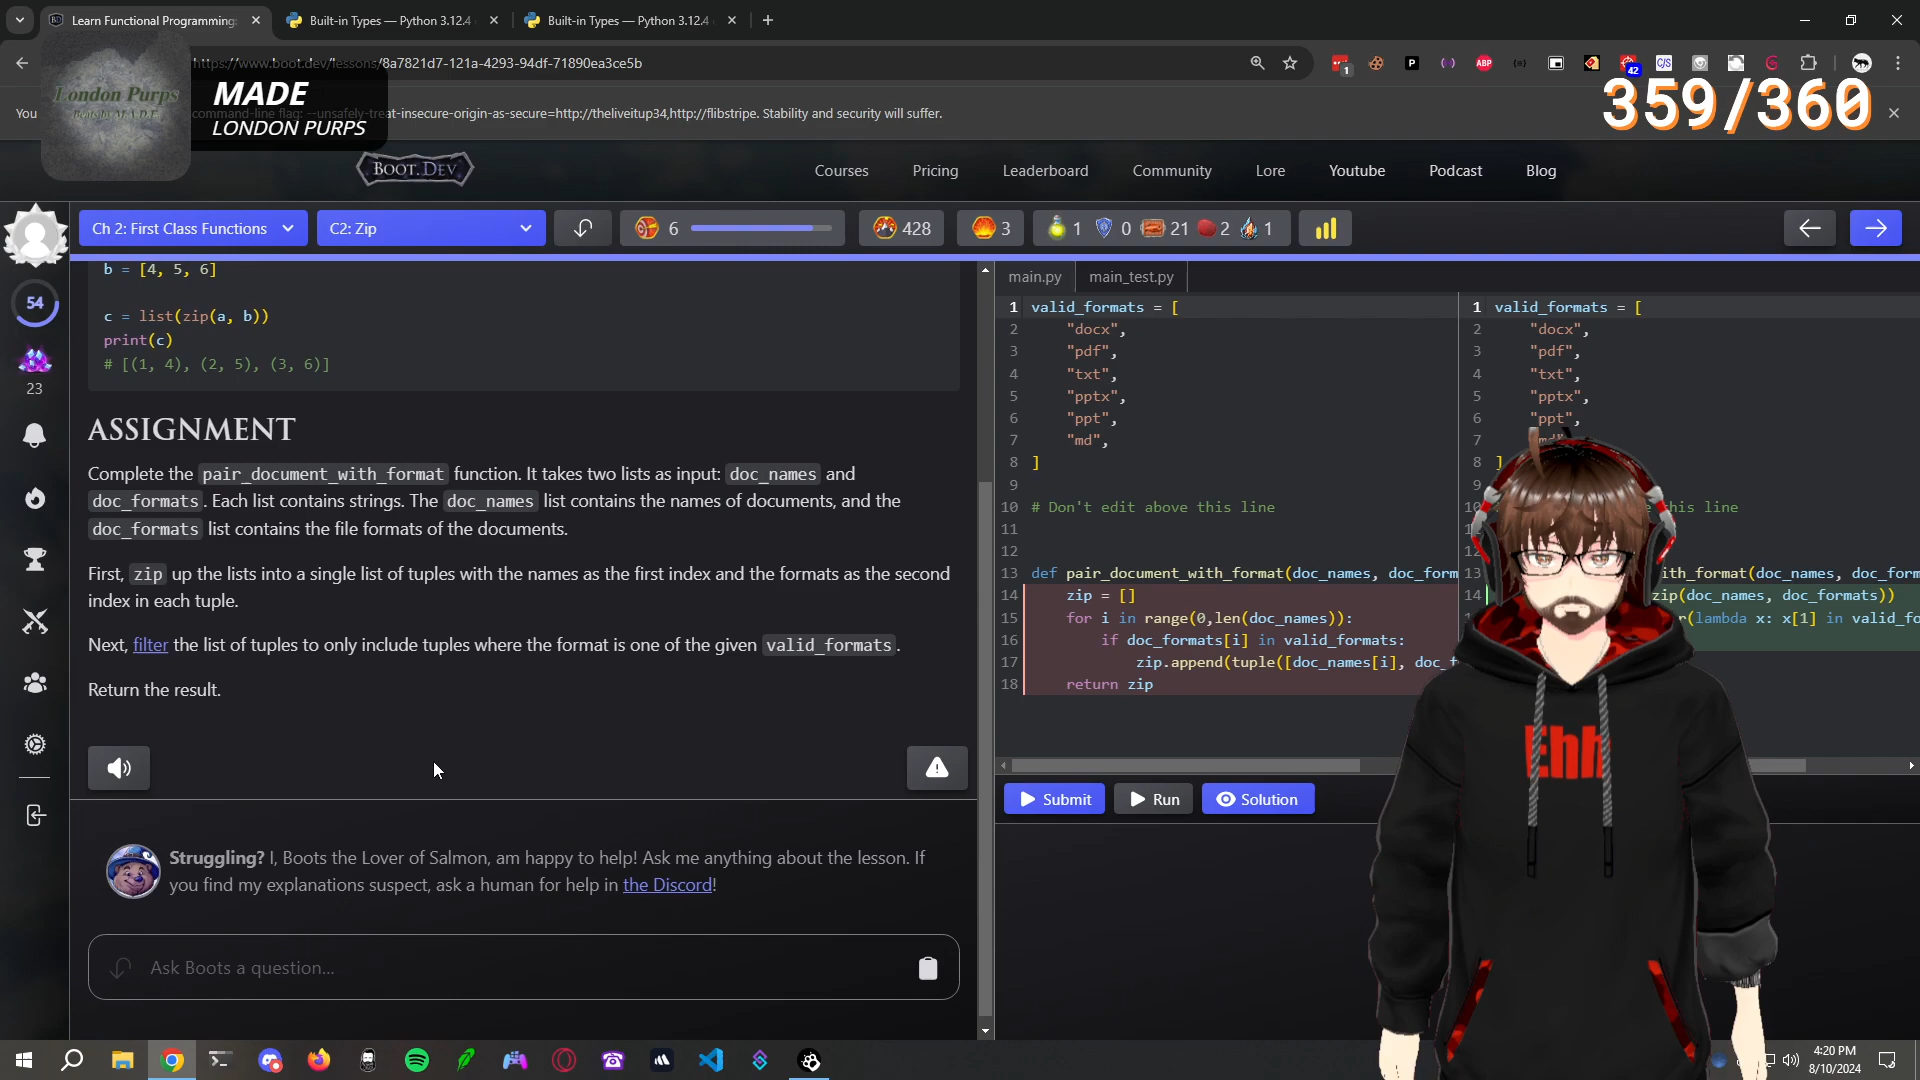 Learn Functional Programming:
Built-in Types — Python 3.12.4
Built-in Types — Python 3.12.4
https://www.boot.dev/lessons/8a7821d7-121a-4293-94df-71890ea3ce5b
You
command-line flag: --unsafely-treat-insecure-origin-as-secure=http://theliveitup34,http://flibstripe. Stability and security will suffer.
London Purps
MADE
LONDON PURPS
359/360
1
42
ABP
BOOT.DEV
Courses
Pricing
Leaderboard
Community
Lore
Youtube
Podcast
Blog
Ch 2: First Class Functions
C2: Zip
6
428
3
1
0
21
2
1
54
23
b = [4, 5, 6]
c = list(zip(a, b))
print(c)
# [(1, 4), (2, 5), (3, 6)]
ASSIGNMENT
Complete the pair_document_with_format function. It takes two lists as input: doc_names and
doc_formats. Each list contains strings. The doc_names list contains the names of documents, and the
doc_formats list contains the file formats of the documents.
First, zip up the lists into a single list of tuples with the names as the first index and the formats as the second
index in each tuple.
Next, filter the list of tuples to only include tuples where the format is one of the given valid_formats.
Return the result.
Struggling? I, Boots the Lover of Salmon, am happy to help! Ask me anything about the lesson. If
you find my explanations suspect, ask a human for help in the Discord!
Ask Boots a question...
main.py
main_test.py
1 valid_formats = [
2 "docx",
3 "pdf",
4 "txt",
5 "pptx",
6 "ppt",
7 "md",
8 ]
9
10 # Don't edit above this line
11
12
13 def pair_document_with_format(doc_names, doc_form
14 zip = []
15 for i in range(0,len(doc_names)):
16 if doc_formats[i] in valid_formats:
17 zip.append(tuple([doc_names[i], doc_f
18 return zip
1 valid_formats = [
2 "docx",
3 "pdf",
4 "txt",
5 "pptx",
6 "ppt",
7
8 ]
9
10 his line
12
13 ith_format(doc_names, doc_form
14 zip(doc_names, doc_formats))
r(lambda x: x[1] in valid_fo
Submit
Run
Solution
Ehh
4:20 PM
8/10/2024